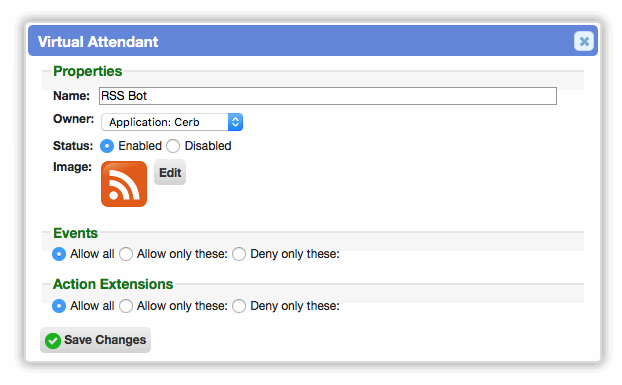 Virtual Attendant
Properties
Name: RSS Bot
Owner: Application: Cerb
Status: Enabled Disabled
Image: Edit
Events
Allow all Allow only these: Deny only these:
Action Extensions
Allow all Allow only these: Deny only these:
Save Changes